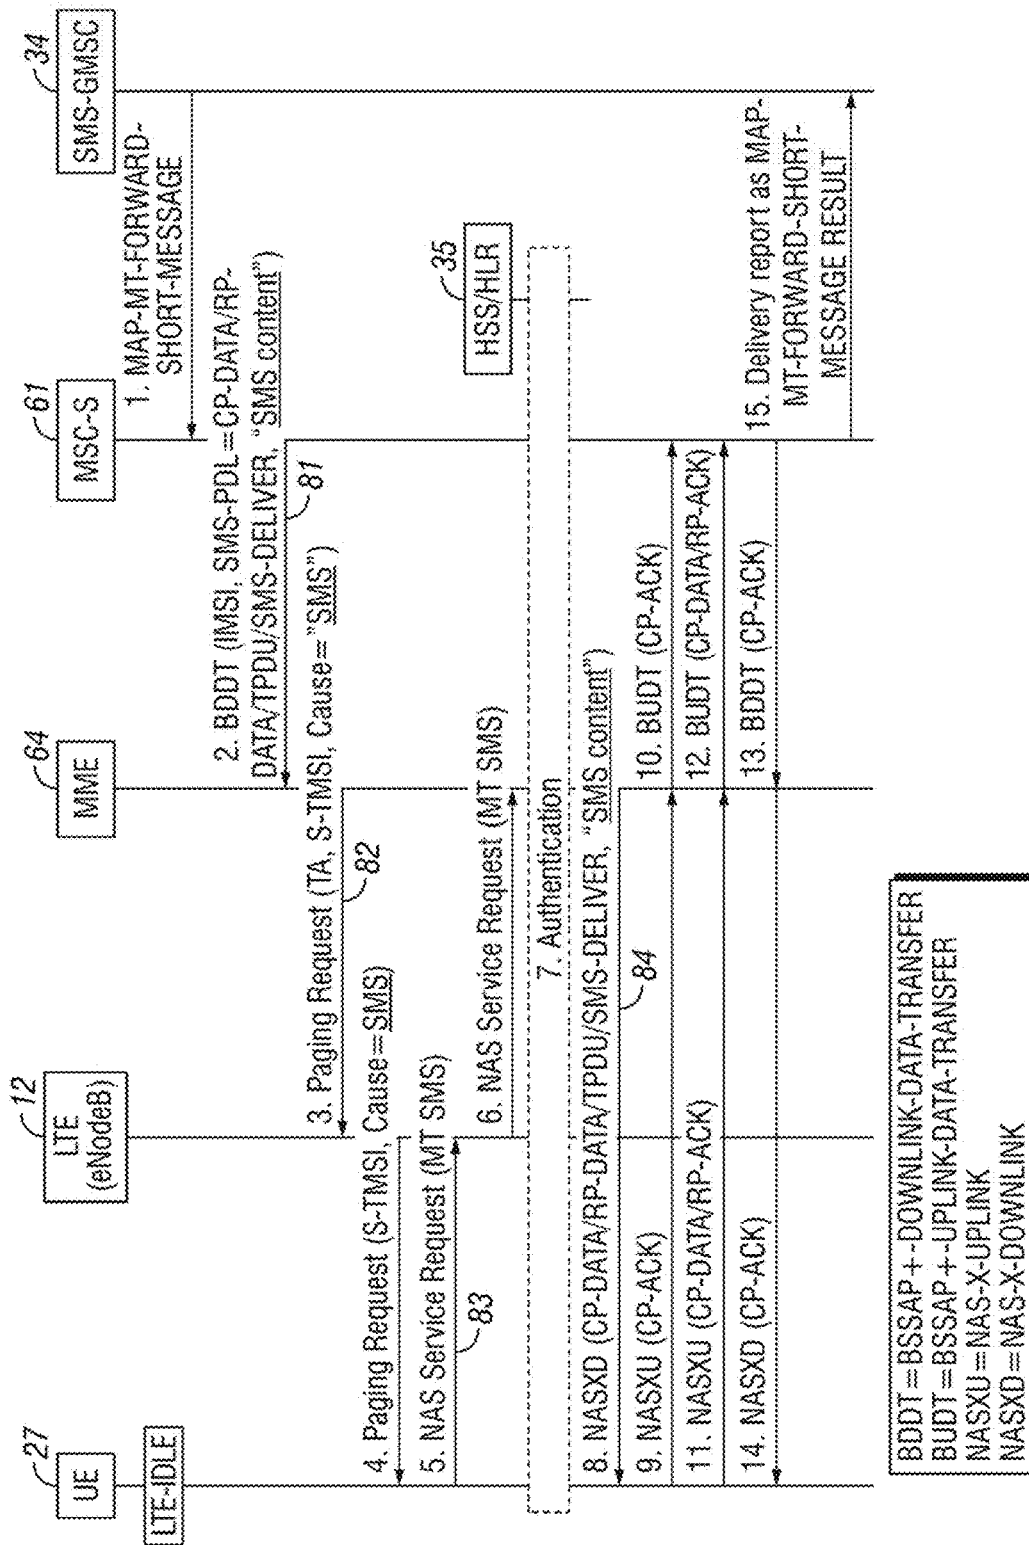 27
UE
LTE-IDLE
12
LTE
(eNodeB)
64
MME
61
MSC-S
34
SMS-GMSC
1. MAP-MT-FORWARD-
SHORT-MESSAGE
2. BDDT (IMSI, SMS-PDL=CP-DATA/RP-
DATA/TPDU/SMS-DELIVER, “SMS content”)
81
3. Paging Request (TA, S-TMSI, Cause=”SMS”)
82
4. Paging Request (S-TMSI, Cause=SMS)
5. NAS Service Request (MT SMS)
83
6. NAS Service Request (MT SMS)
35
HSS/HLR
7. Authentication
8. NASXD (CP-DATA/RP-DATA/TPDU/SMS-DELIVER, “SMS content”)
84
9. NASXU (CP-ACK)
10. BUDT (CP-ACK)
11. NASXU (CP-DATA/RP-ACK)
12. BUDT (CP-DATA/RP-ACK)
13. BDDT (CP-ACK)
14. NASXD (CP-ACK)
15. Delivery report as MAP-
MT-FORWARD-SHORT-
MESSAGE RESULT
BDDT=BSSAP+-DOWNLINK-DATA-TRANSFER
BUDT=BSSAP+-UPLINK-DATA-TRANSFER
NASXU=NAS-X-UPLINK
NASXD=NAS-X-DOWNLINK